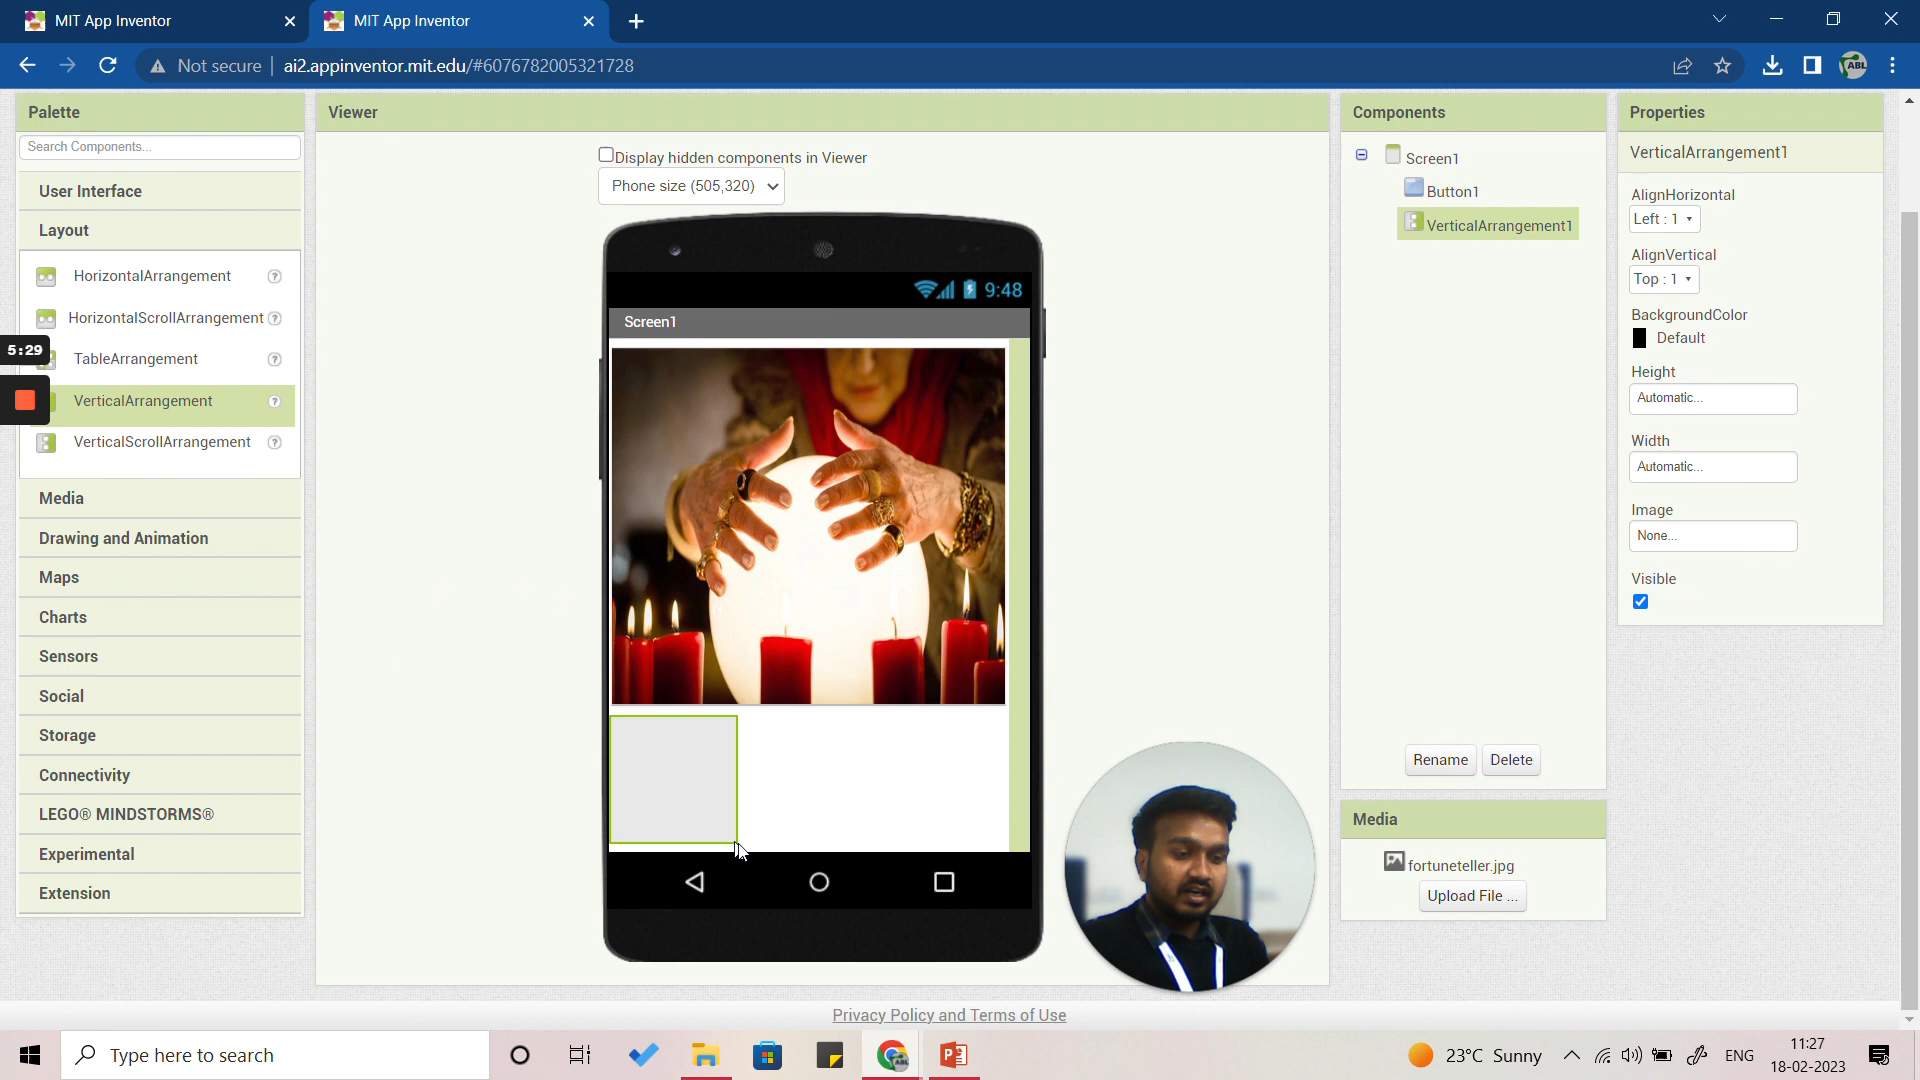 MIT App Inventor
MIT App Inventor
Not secure
ai2.appinventor.mit.edu/#6076782005321728
ABL
Palette
Search Components...
User Interface
Layout
HorizontalArrangement
HorizontalScrollArrangement
TableArrangement
VerticalArrangement
VerticalScrollArrangement
Media
Drawing and Animation
Maps
Charts
Sensors
Social
Storage
Connectivity
LEGO® MINDSTORMS®
Experimental
Extension
5:29
Viewer
Display hidden components in Viewer
Phone size (505,320)
9:48
Screen1
Components
Screen1
Button1
VerticalArrangement1
Rename
Delete
Media
fortuneteller.jpg
Upload File ...
Properties
VerticalArrangement1
AlignHorizontal
Left : 1
AlignVertical
Top : 1
BackgroundColor
Default
Height
Automatic...
Width
Automatic...
Image
None...
Visible
Privacy Policy and Terms of Use
Type here to search
23°C Sunny
ENG
11:27
18-02-2023